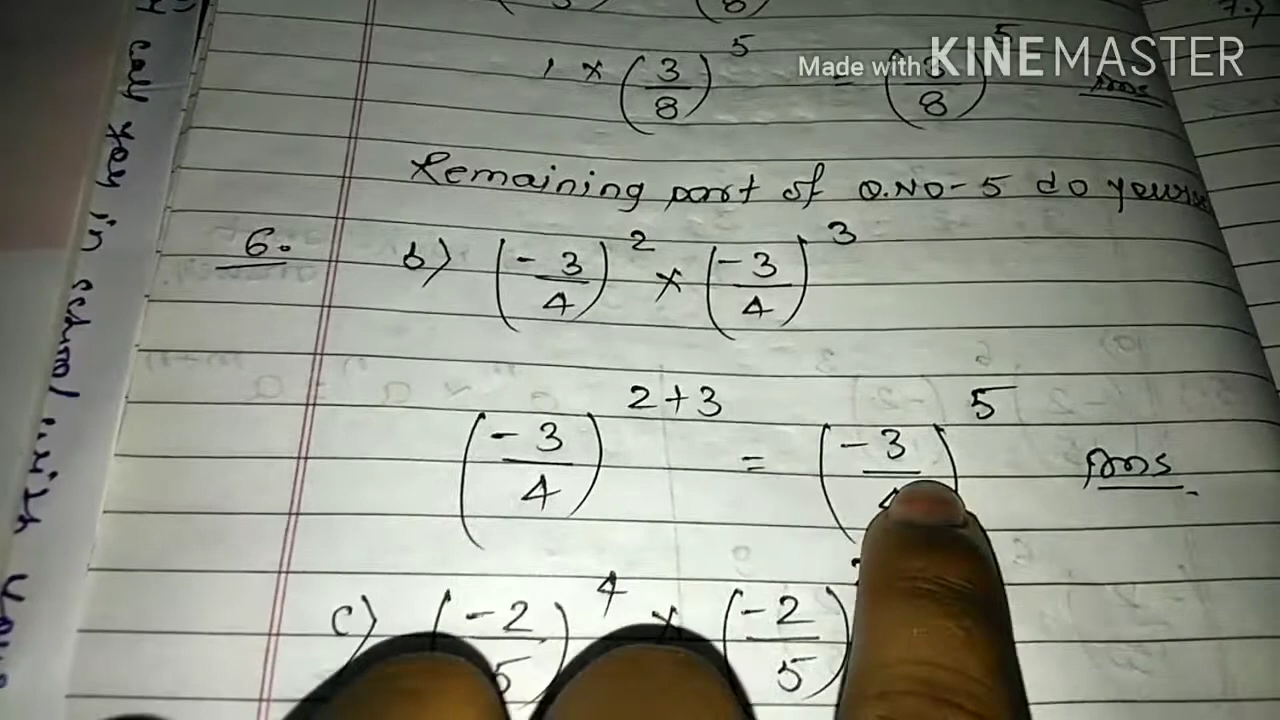 1 × (3/8)^5 = (3/8)^5 Ans
Made with KINEMASTER
Remaining part of Q.NO-5 do
6. b) (-3/4)^2 × (-3/4)^3
(-3/4)^2+3 = (-3/4)^5 Ans.
c) (-2/5)^4 × (-2/5)